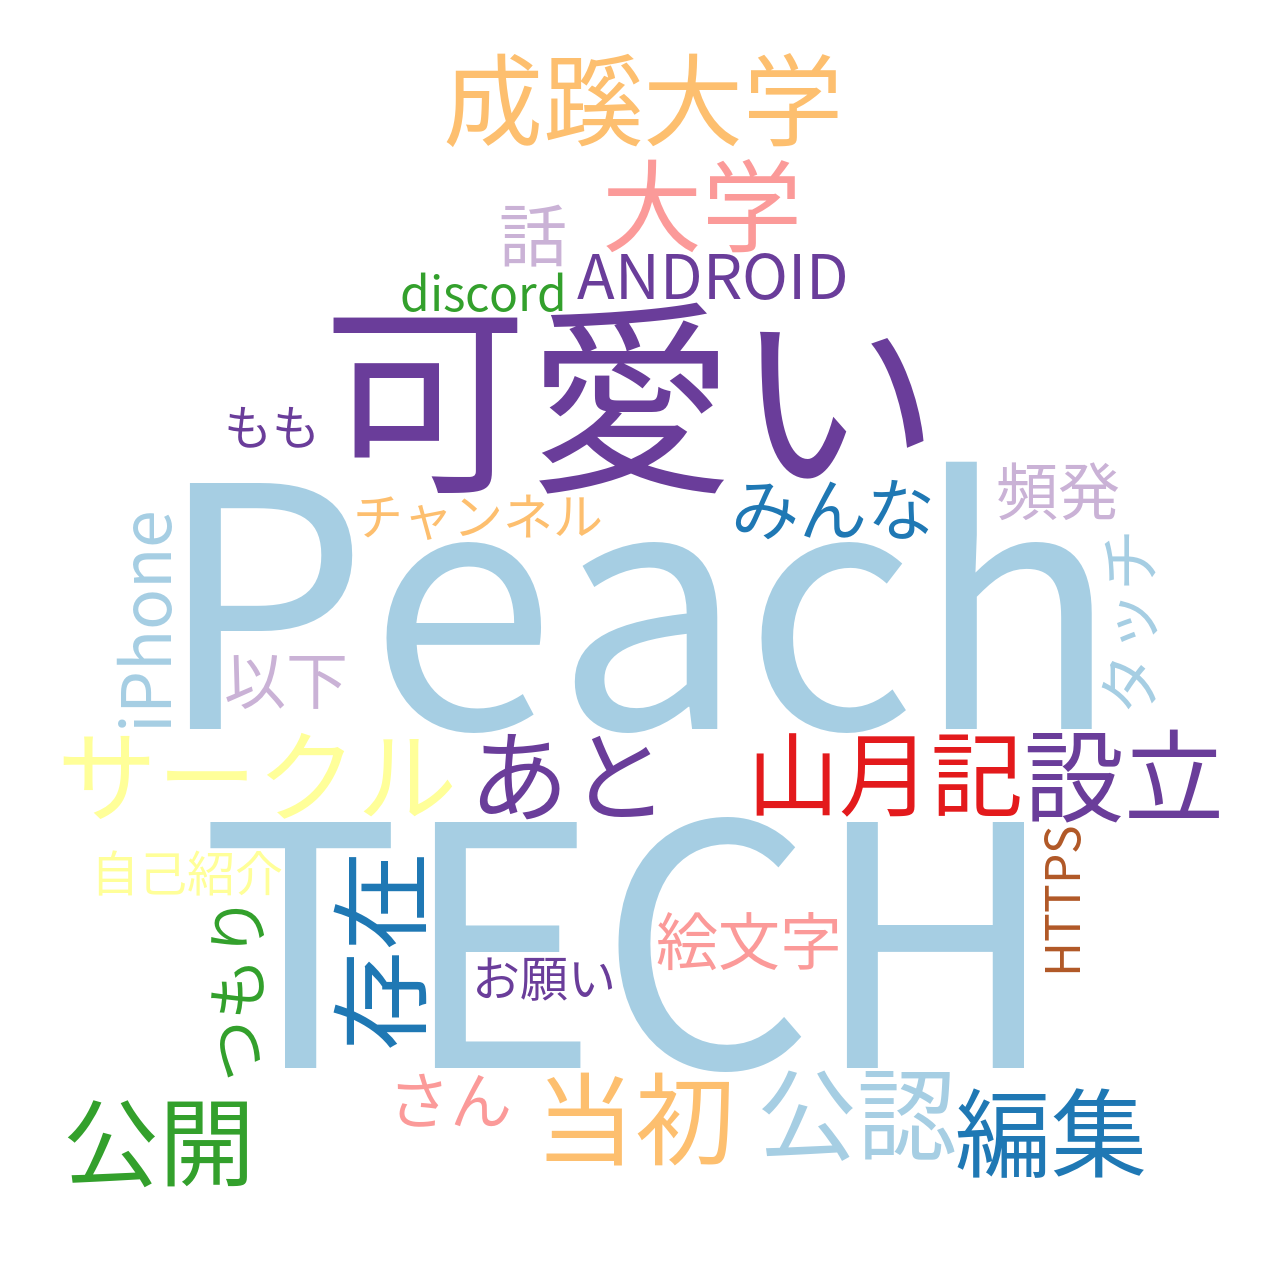 成蹊大学
大学
話
discord
ANDROID
可愛い
もも
Peach
チャンネル
みんな
頻発
iPhone
タッチ
以下
サークル
あと
山月記
設立
TECH
自己紹介
存在
HTTPS
つもり
絵文字
お願い
さん
当初
公認
公開
編集